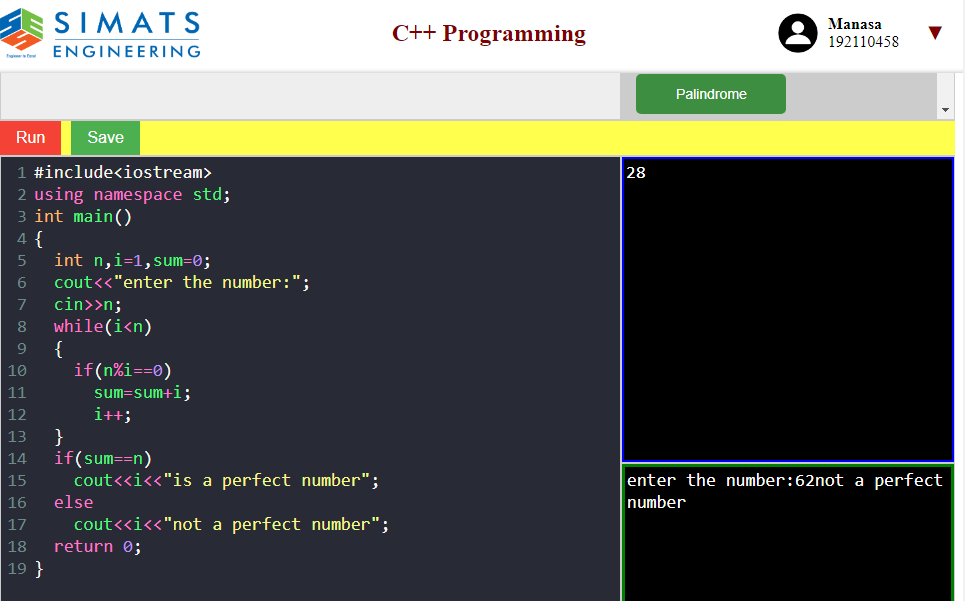 SIMATS
ENGINEERING
Engineer to Excel
C++ Programming
Manasa
192110458
Palindrome
Run Save
1 #include<iostream>
2 using namespace std;
3 int main()
4 {
5   int n,i=1,sum=0;
6   cout<<"enter the number:";
7   cin>>n;
8   while(i<n)
9   {
10     if(n%i==0)
11       sum=sum+i;
12       i++;
13   }
14   if(sum==n)
15     cout<<i<<"is a perfect number";
16   else
17     cout<<i<<"not a perfect number";
18   return 0;
19 }
28
enter the number:62not a perfect
number